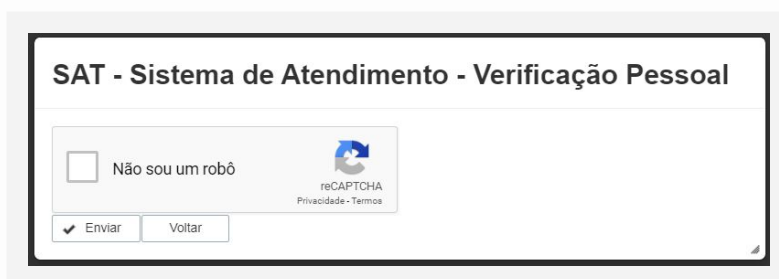 SAT - Sistema de Atendimento - Verificação Pessoal
Não sou um robô
reCAPTCHA
Privacidade - Termos
Enviar
Voltar